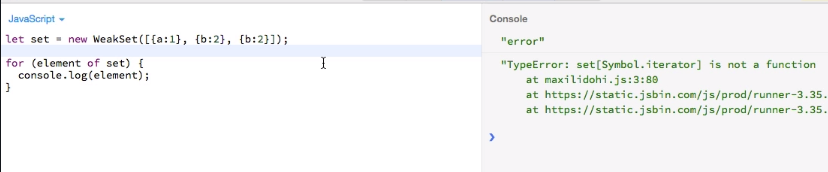 JavaScript
let set = new WeakSet([{a:1}, {b:2}, {b:2}]);
for (element of set) {
console.log(element);
}
Console
"error"
"TypeError: set[Symbol.iterator] is not a function
at maxilidohi.js:3:80
at https://static.jsbin.com/js/prod/runner-3.35.
at https://static.jsbin.com/js/prod/runner-3.35.